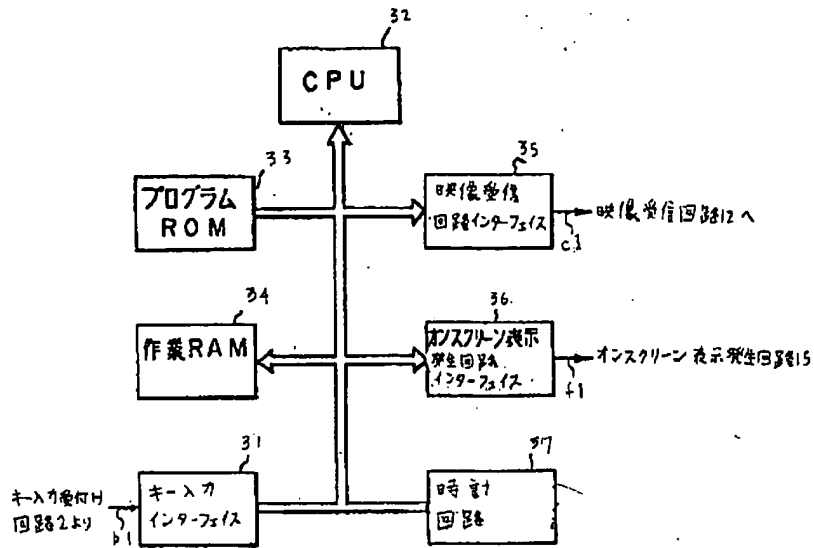 32
CPU
33
プログラム
ROM
35
映像受信
回路インターフェイス
c1
映像受信回路12へ
34
作業RAM
36
オンスクリーン表示
発生回路
インターフェイス
f1
オンスクリーン表示発生回路15
31
キー入力
インターフェイス
キー入力受付け
回路2より
b1
37
時計
回路